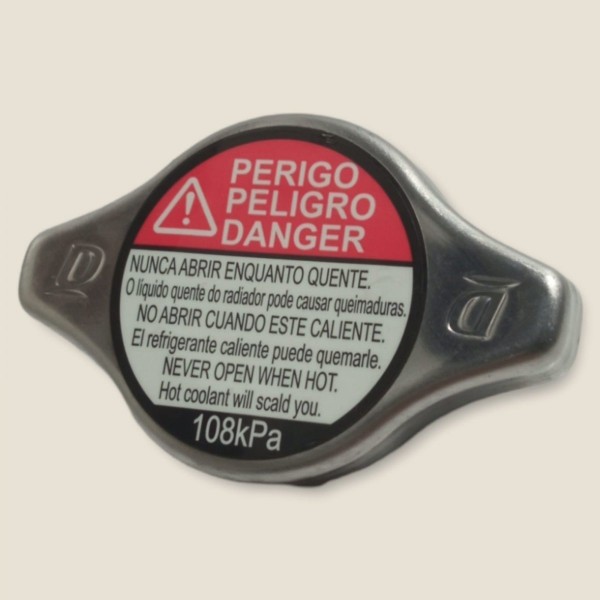 PERIGO
PELIGRO
DANGER
NUNCA ABRIR ENQUANTO QUENTE.
O líquido quente do radiador pode causar queimaduras.
NO ABRIR CUANDO ESTE CALIENTE.
El refrigerante caliente puede quemarle.
NEVER OPEN WHEN HOT.
Hot coolant will scald you.
108kPa